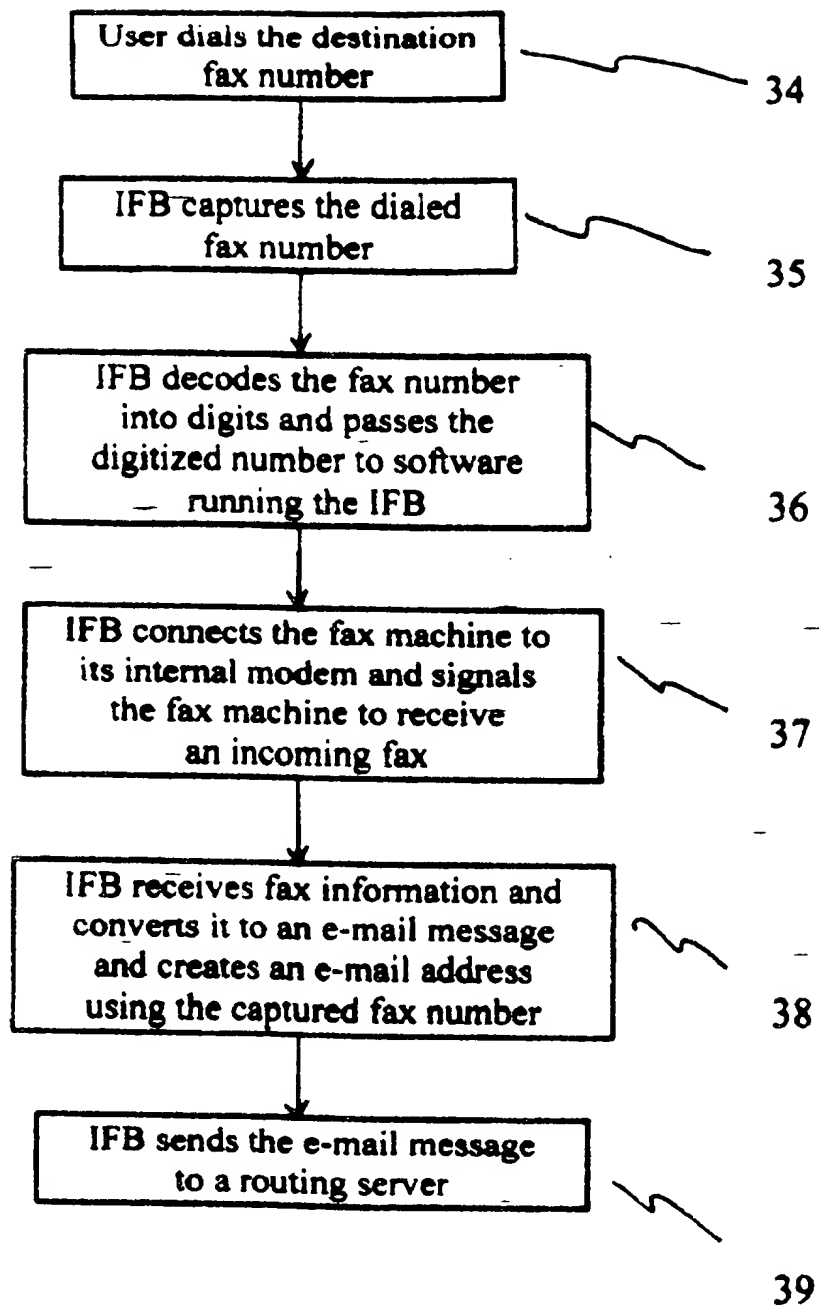 User dials the destination
fax number
34
IFB captures the dialed
fax number
35
IFB decodes the fax number
into digits and passes the
digitized number to software
running the IFB
36
IFB connects the fax machine to
its internal modem and signals
the fax machine to receive
an incoming fax
37
IFB receives fax information and
converts it to an e-mail message
and creates an e-mail address
using the captured fax number
38
IFB sends the e-mail message
to a routing server
39